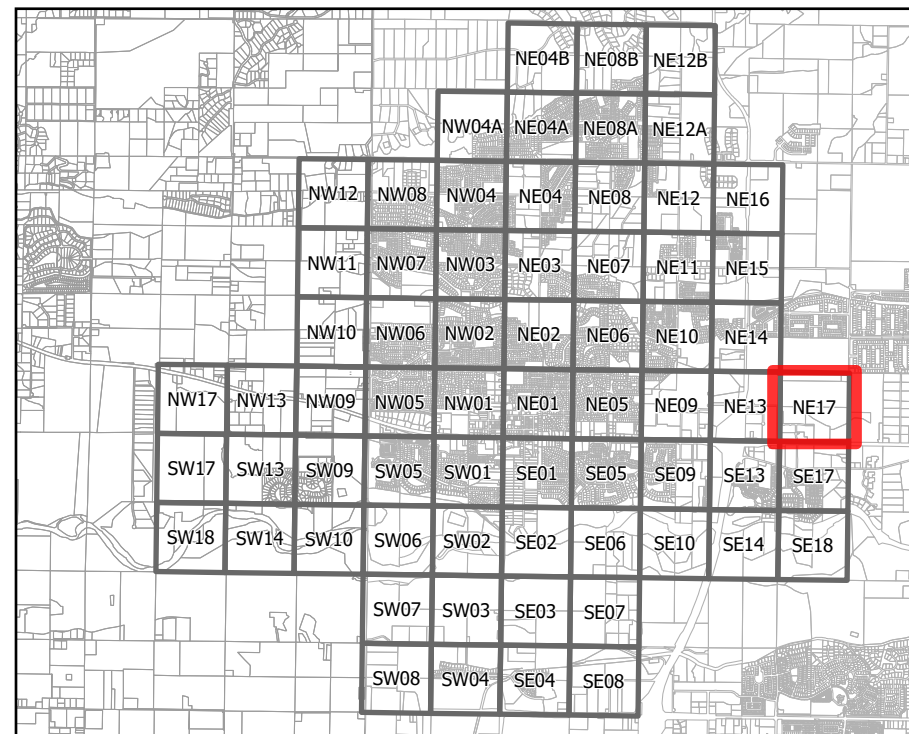 NE04B NE08B NE12B
NW04A NE04A NE08A NE12A
NW12 NW08 NW04 NE04 NE08 NE12 NE16
NW11 NW07 NW03 NE03 NE07 NE11 NE15
NW10 NW06 NW02 NE02 NE06 NE10 NE14
NW17 NW13 NW09 NW05 NW01 NE01 NE05 NE09 NE13 NE17
SW17 SW13 SW09 SW05 SW01 SE01 SE05 SE09 SE13 SE17
SW18 SW14 SW10 SW06 SW02 SE02 SE06 SE10 SE14 SE18
SW07 SW03 SE03 SE07
SW08 SW04 SE04 SE08